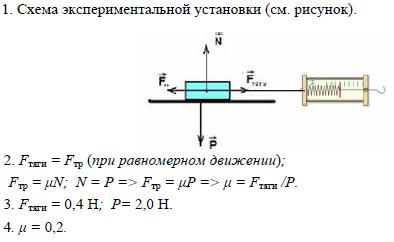 1. Схема экспериментальной установки (см. рисунок).
N
Fтр Fтяги
P
2. Fтяги = Fтр (при равномерном движении);
Fтр = μN; N = P => Fтр = μP => μ = Fтяги /P.
3. Fтяги = 0,4 Н; P= 2,0 Н.
4. μ = 0,2.